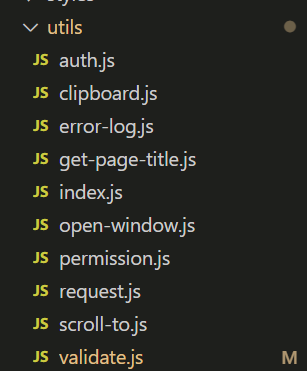 utils
JS auth.js
JS clipboard.js
JS error-log.js
JS get-page-title.js
JS index.js
JS open-window.js
JS permission.js
JS request.js
JS scroll-to.js
JS validate.js M